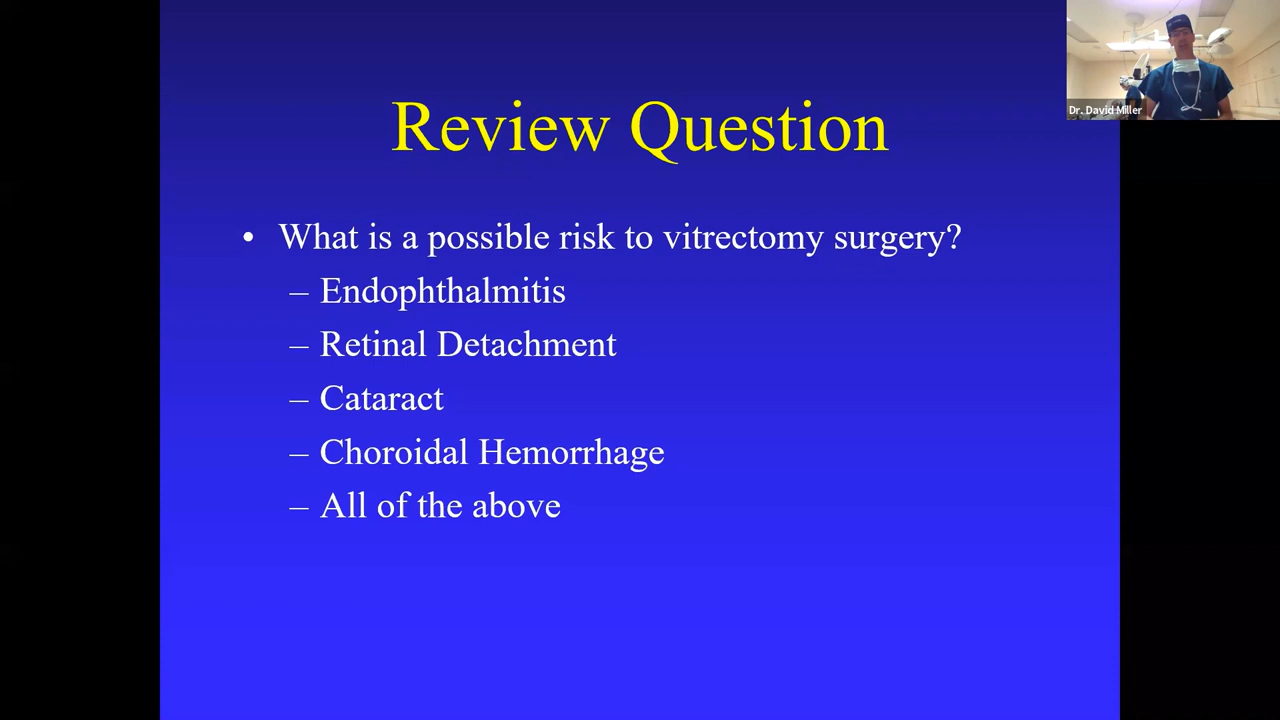 Dr. David Miller
Review Question
• What is a possible risk to vitrectomy surgery?
– Endophthalmitis
– Retinal Detachment
– Cataract
– Choroidal Hemorrhage
– All of the above